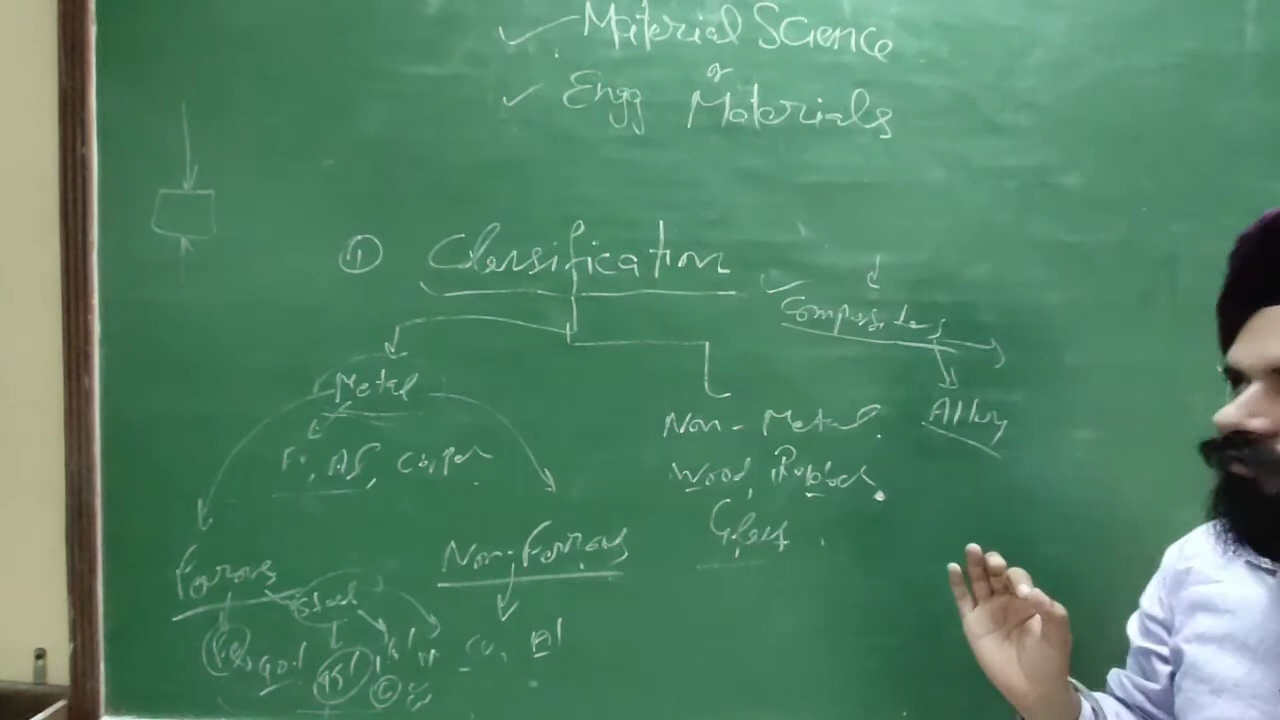 Material Science
or
Engg Materials
① Classification
Composites
Metal
Alloy
Non-Metal
Wood, Rubber
Glass
Fe, Al, Copper
Ferrous
Non-Ferrous
Steel
Cu, Al